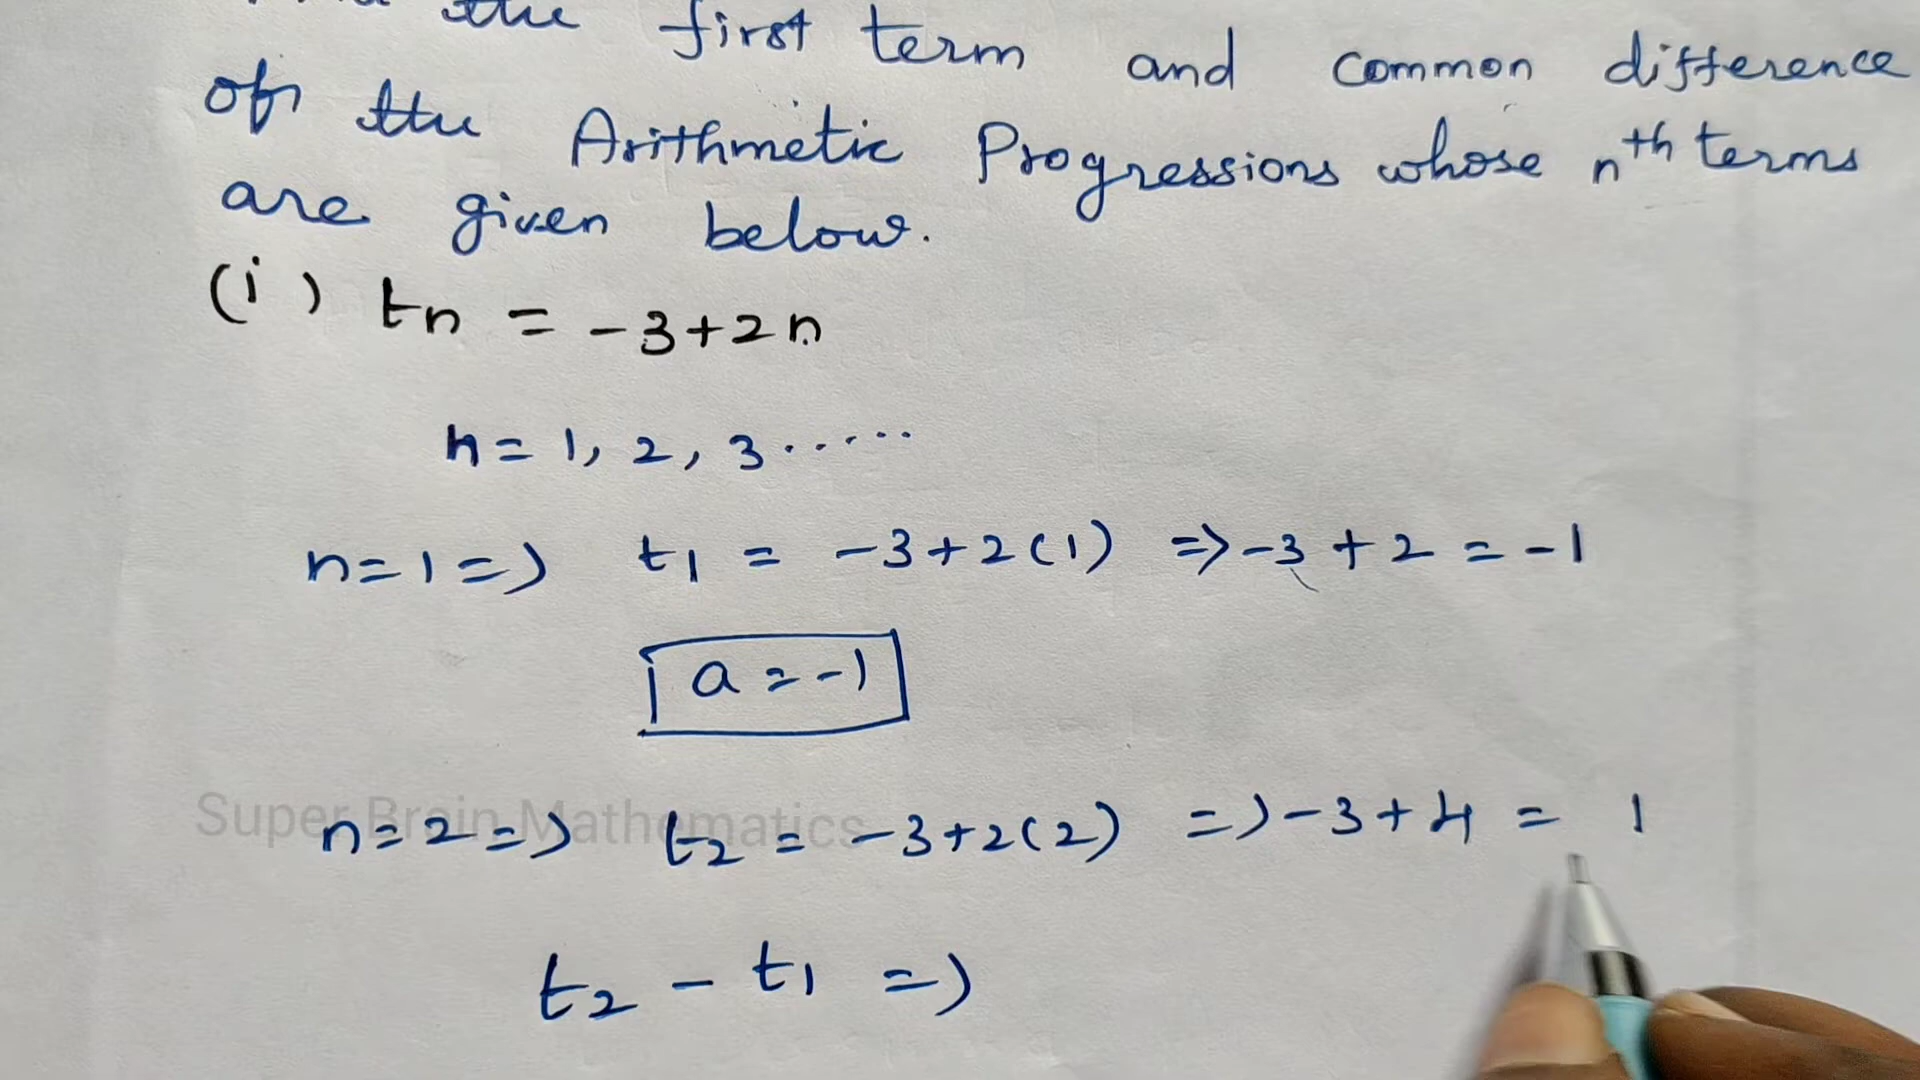 the first term and common difference
of the Arithmetic Progressions whose nth terms
are given below.
(i) tn = -3+2n
n = 1, 2, 3 ......
n=1 => t1 = -3+2(1) => -3 + 2 = -1
a = -1
Super Brain Mathematics
n=2 => t2 = -3+2(2) => -3+4 = 1
t2 - t1 =>